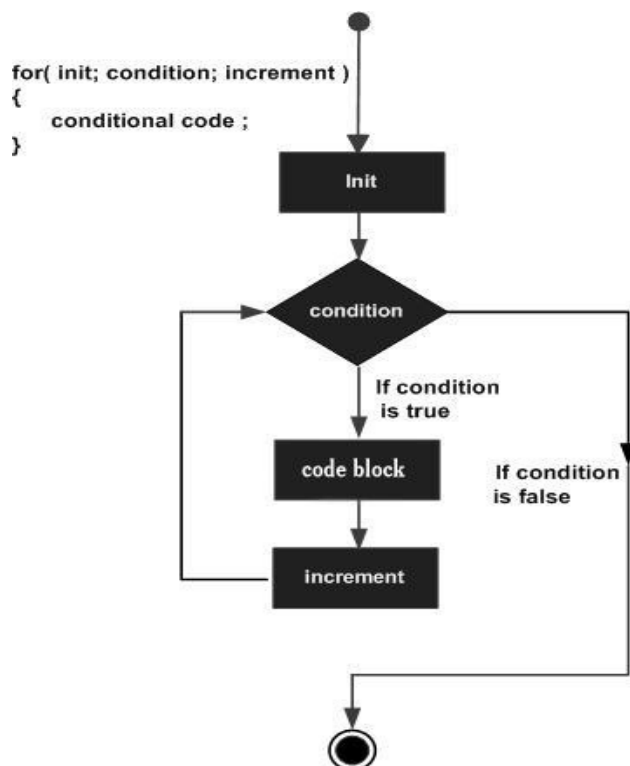 for( init; condition; increment )
{
conditional code ;
}
Init
condition
If condition
is true
code block
If condition
is false
increment